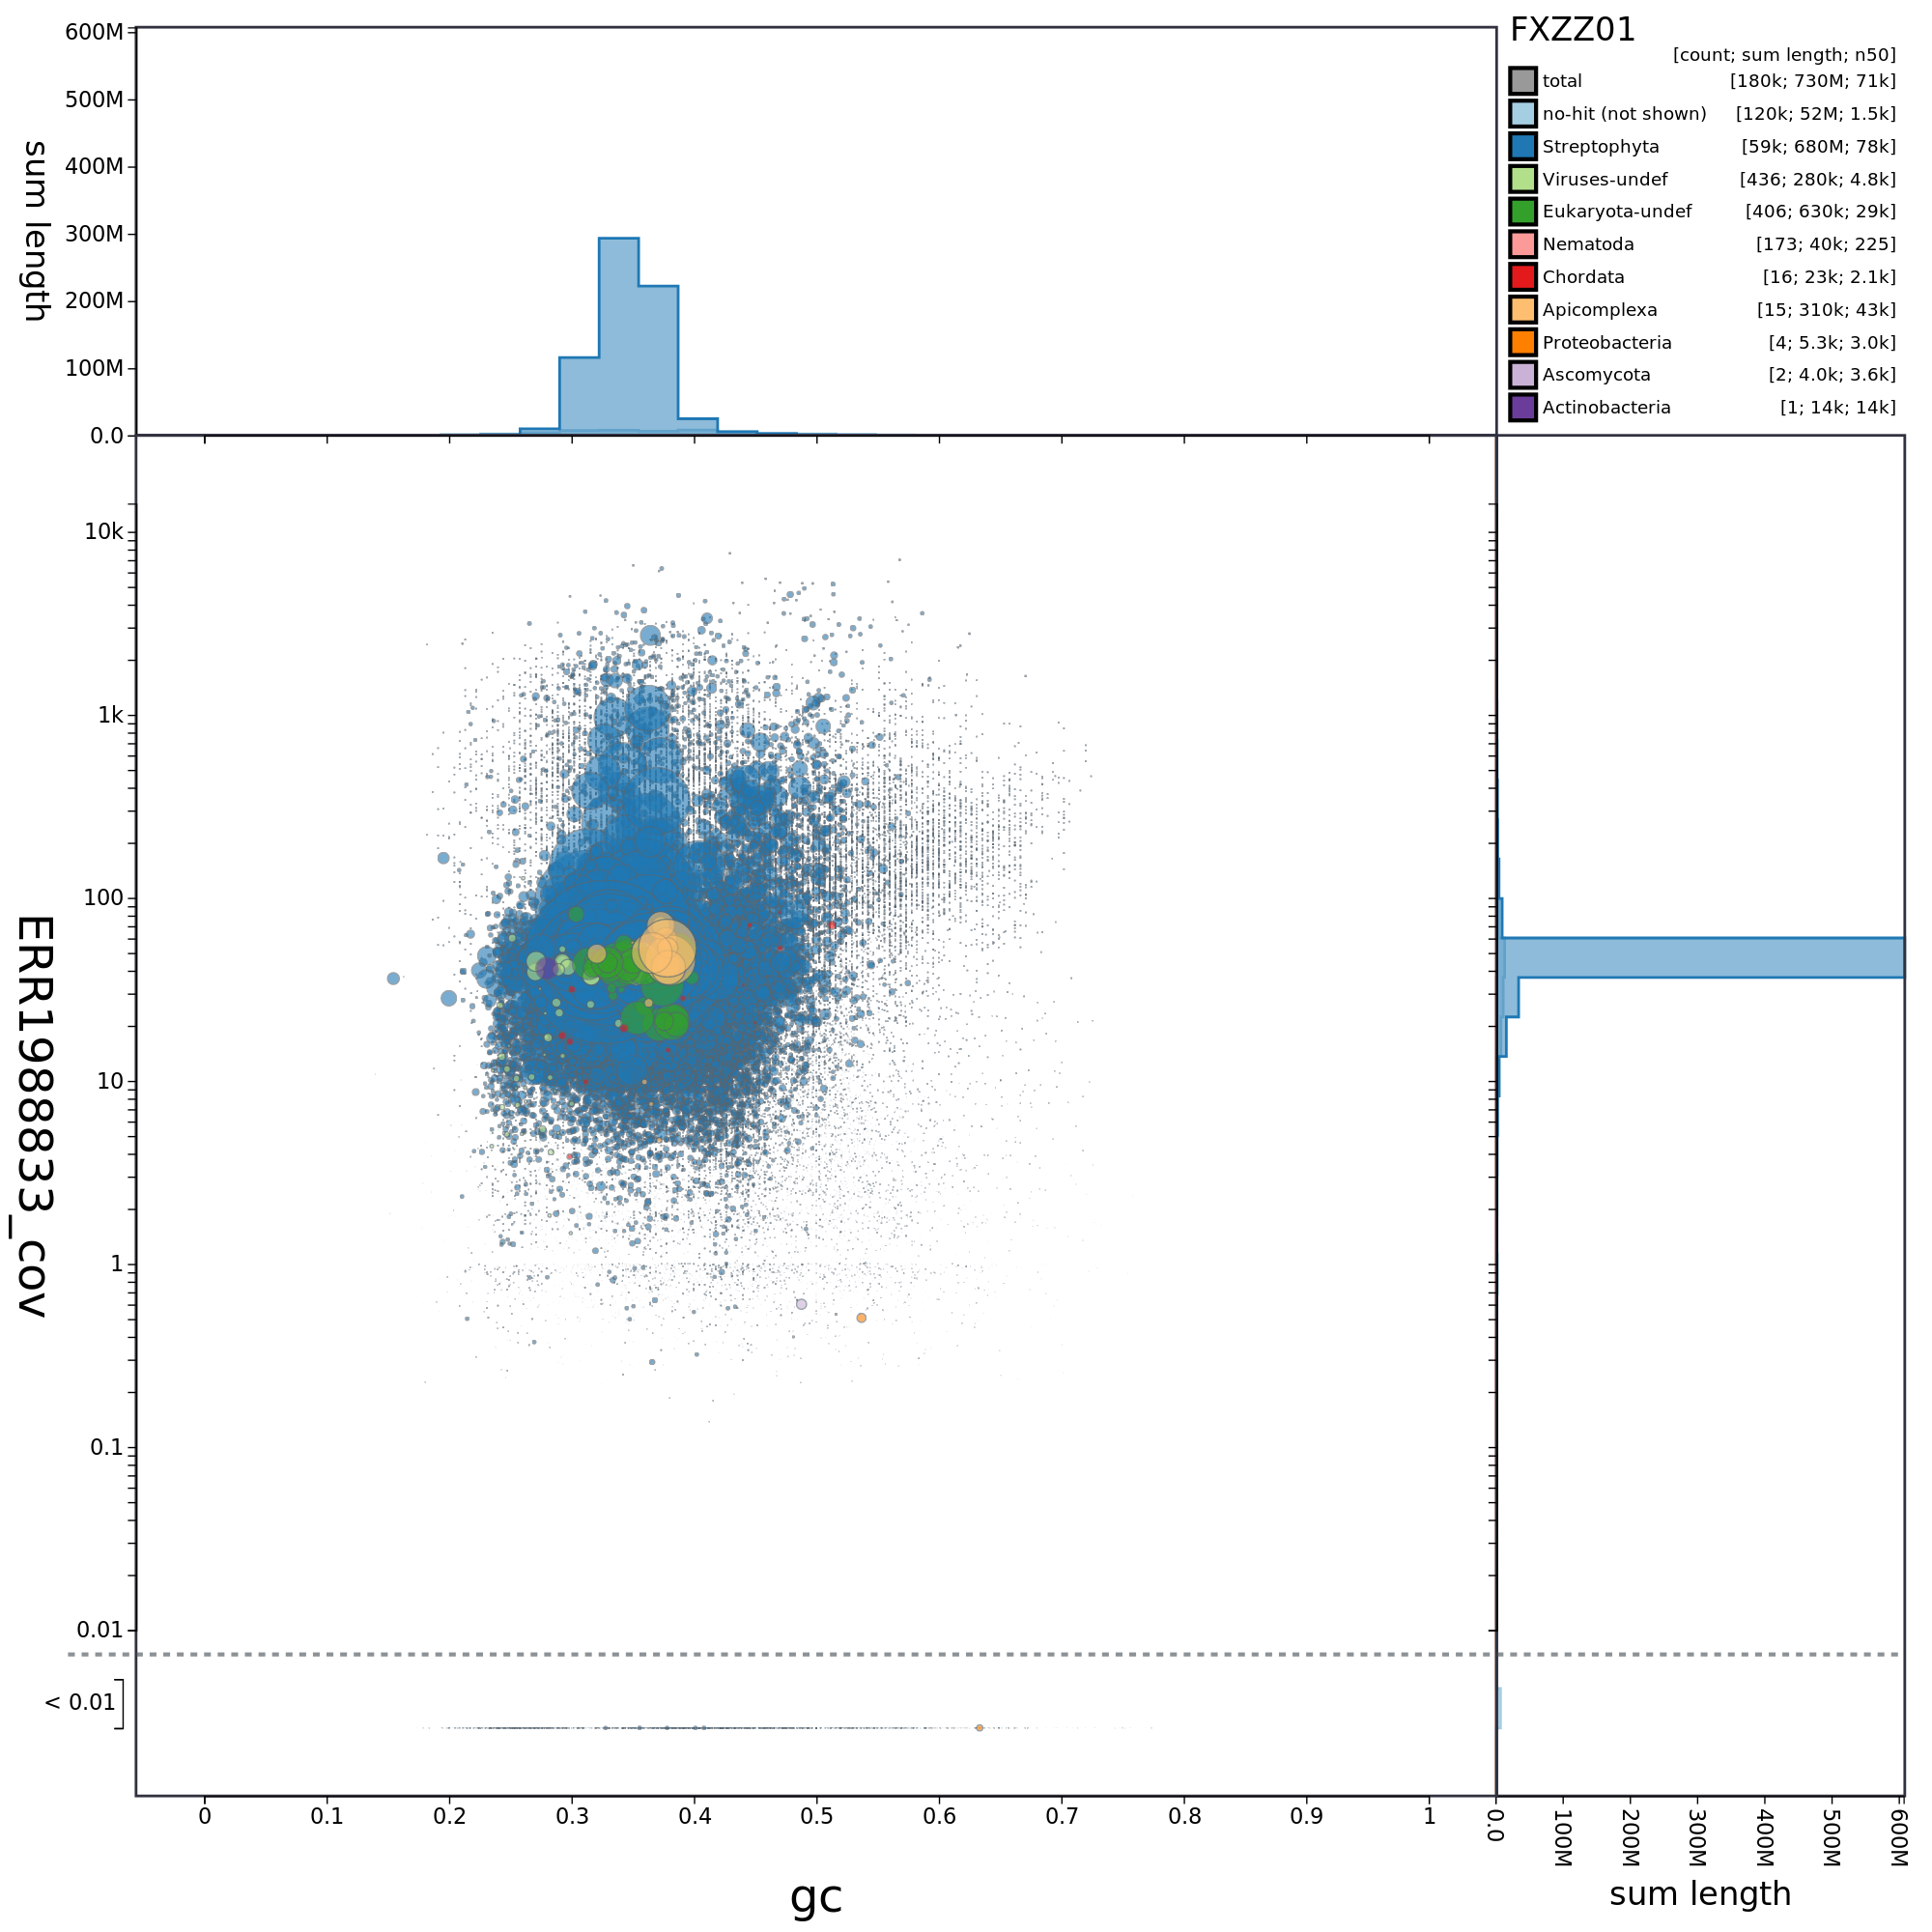 FXZZ01
[count; sum length; n50]
total [180k; 730M; 71k]
no-hit (not shown) [120k; 52M; 1.5k]
Streptophyta [59k; 680M; 78k]
Viruses-undef [436; 280k; 4.8k]
Eukaryota-undef [406; 630k; 29k]
Nematoda [173; 40k; 225]
Chordata [16; 23k; 2.1k]
Apicomplexa [15; 310k; 43k]
Proteobacteria [4; 5.3k; 3.0k]
Ascomycota [2; 4.0k; 3.6k]
Actinobacteria [1; 14k; 14k]
sum length
600M
500M
400M
300M
200M
100M
0.0
ERR1988833_cov
10k
1k
100
10
1
0.1
0.01
< 0.01
0 0.1 0.2 0.3 0.4 0.5 0.6 0.7 0.8 0.9 1
gc
0.0 100M 200M 300M 400M 500M 600M
sum length